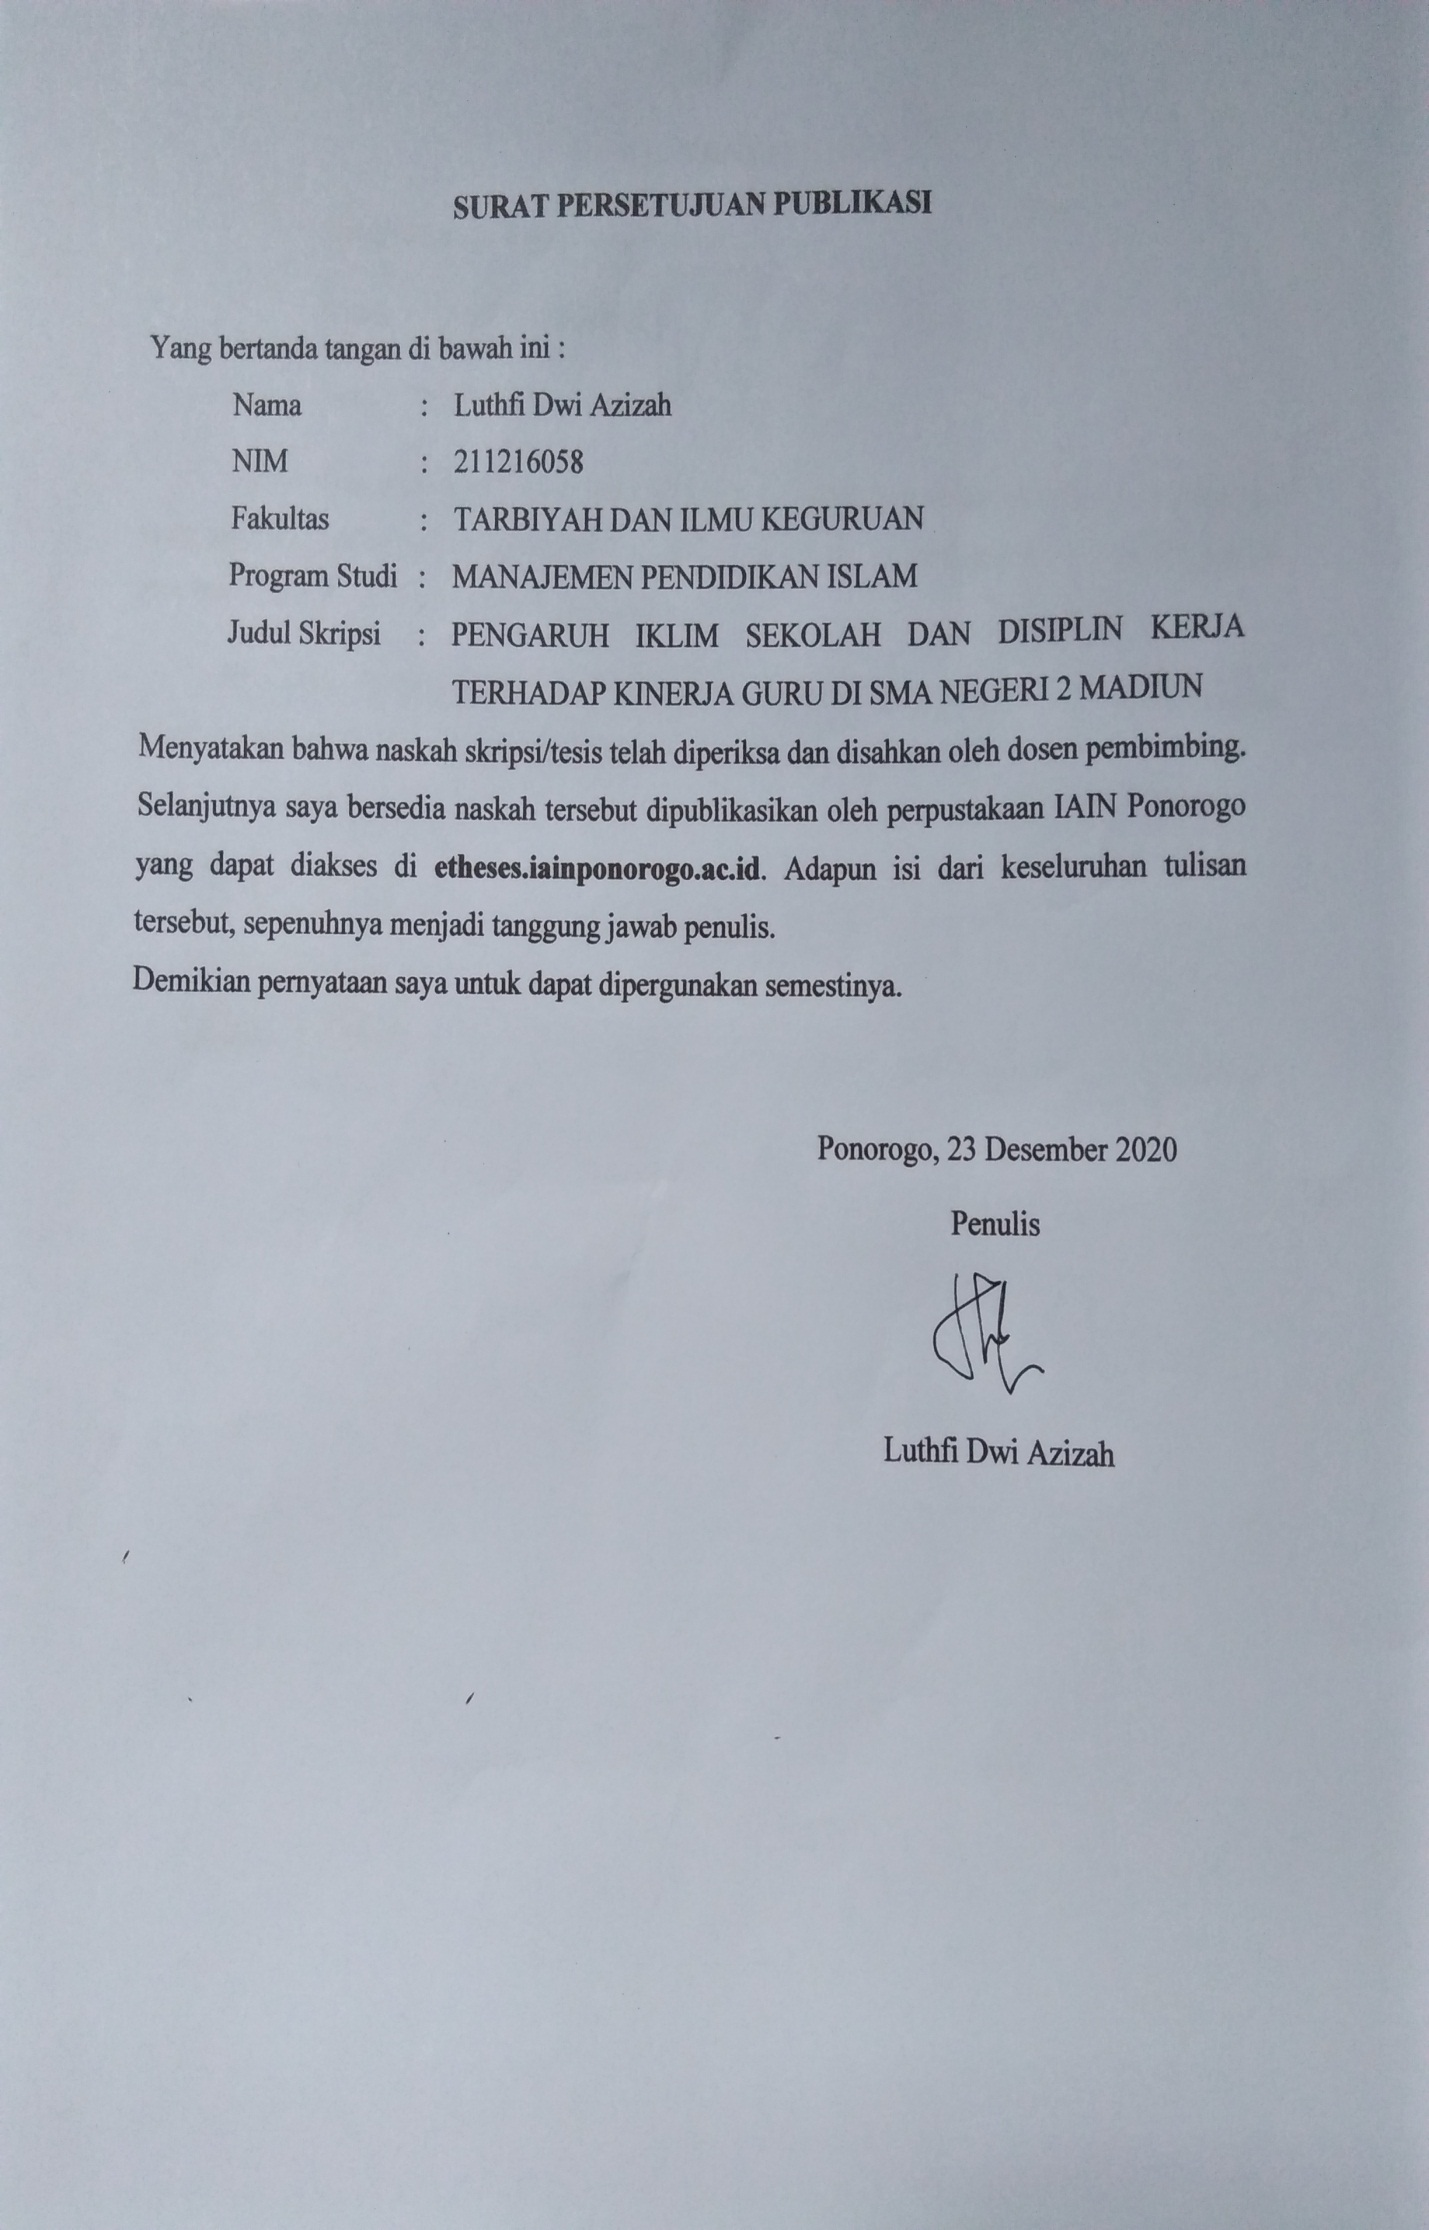 SURAT PERSETUJUAN PUBLIKASI
Yang bertanda tangan di bawah ini :
Nama : Luthfi Dwi Azizah
NIM : 211216058
Fakultas : TARBIYAH DAN ILMU KEGURUAN
Program Studi : MANAJEMEN PENDIDIKAN ISLAM
Judul Skripsi : PENGARUH IKLIM SEKOLAH DAN DISIPLIN KERJA
TERHADAP KINERJA GURU DI SMA NEGERI 2 MADIUN
Menyatakan bahwa naskah skripsi/tesis telah diperiksa dan disahkan oleh dosen pembimbing.
Selanjutnya saya bersedia naskah tersebut dipublikasikan oleh perpustakaan IAIN Ponorogo
yang dapat diakses di etheses.iainponorogo.ac.id. Adapun isi dari keseluruhan tulisan
tersebut, sepenuhnya menjadi tanggung jawab penulis.
Demikian pernyataan saya untuk dapat dipergunakan semestinya.
Ponorogo, 23 Desember 2020
Penulis
Luthfi Dwi Azizah